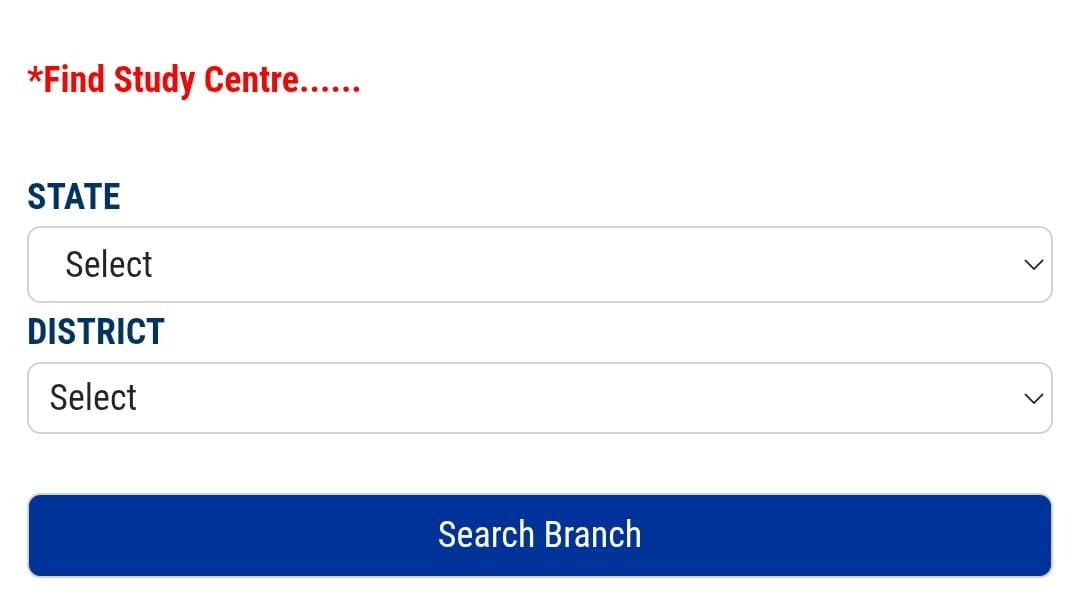 *Find Study Centre......
STATE
Select
DISTRICT
Select
Search Branch